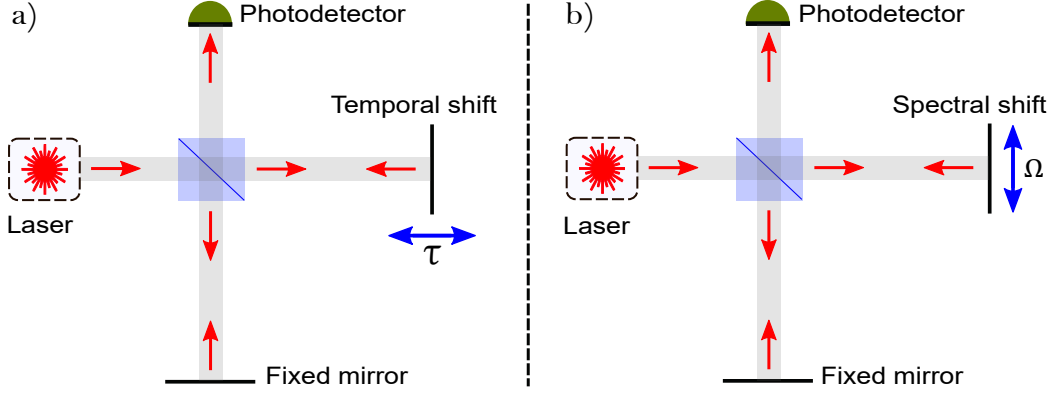 a)
Photodetector
Temporal shift
Laser
τ
Fixed mirror
b)
Photodetector
Spectral shift
Ω
Laser
Fixed mirror